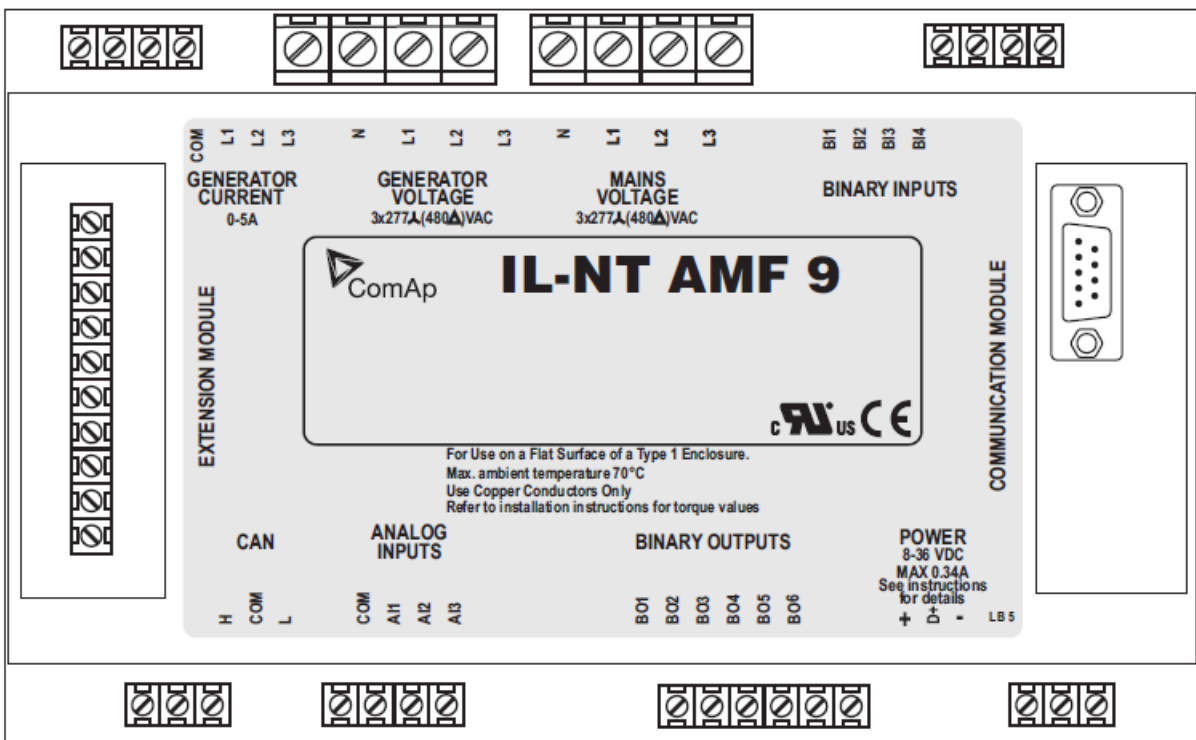 COM L1 L2 L3 N L1 L2 L3 N L1 L2 L3 BI1 BI2 BI3 BI4
GENERATOR
CURRENT
0-5A
GENERATOR
VOLTAGE
3x277⅄(480∆)VAC
MAINS
VOLTAGE
3x277⅄(480∆)VAC
BINARY INPUTS
EXTENSION MODULE
ComAp
IL-NT AMF 9
c RU US CE
COMMUNICATION MODULE
For Use on a Flat Surface of a Type 1 Enclosure.
Max. ambient temperature 70°C
Use Copper Conductors Only
Refer to installation instructions for torque values
CAN
ANALOG
INPUTS
BINARY OUTPUTS
POWER
8-36 VDC
MAX 0.34A
See instructions
for details
H COM L COM AI1 AI2 AI3 BO1 BO2 BO3 BO4 BO5 BO6 + D+ - LB5